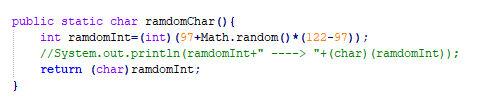 public static char ramdomChar(){
int ramdomInt=(int)(97+Math.random()*(122-97));
//System.out.println(ramdomInt+" ----> "+(char)(ramdomInt));
return (char)ramdomInt;
}